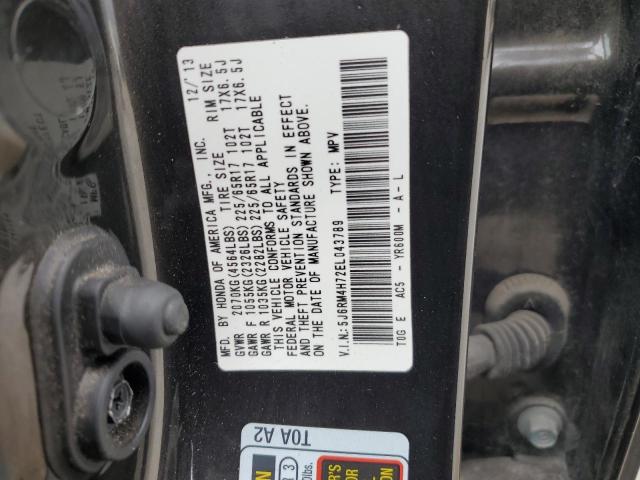 MFD. BY HONDA OF AMERICA MFG., INC. 12/'13
GVWR 2070KG(4564LBS) TIRE SIZE RIM SIZE
GAWR F 1055KG(2326LBS) 225/65R17 102T 17X6.5J
GAWR R 1035KG(2282LBS) 225/65R17 102T 17X6.5J
THIS VEHICLE CONFORMS TO ALL APPLICABLE
FEDERAL MOTOR VEHICLE SAFETY
AND THEFT PREVENTION STANDARDS IN EFFECT
ON THE DATE OF MANUFACTURE SHOWN ABOVE.
V.I.N.:5J6RM4H72EL043789 TYPE: MPV
T0G E AC5 - YR600M - A - L
T0A A2